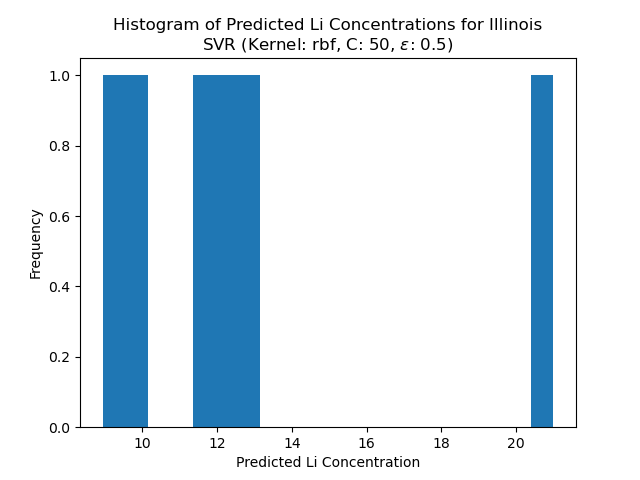 Histogram of Predicted Li Concentrations for Illinois
SVR (Kernel: rbf, C: 50, ε: 0.5)
1.0
0.8
0.6
0.4
0.2
0.0
Frequency
10 12 14 16 18 20
Predicted Li Concentration